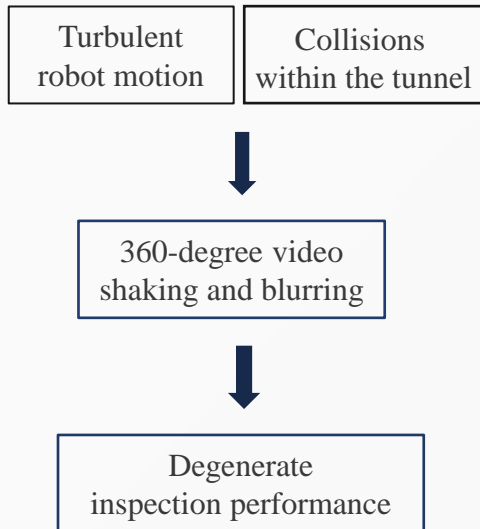 Turbulent
robot motion
Collisions
within the tunnel
360-degree video
shaking and blurring
Degenerate
inspection performance